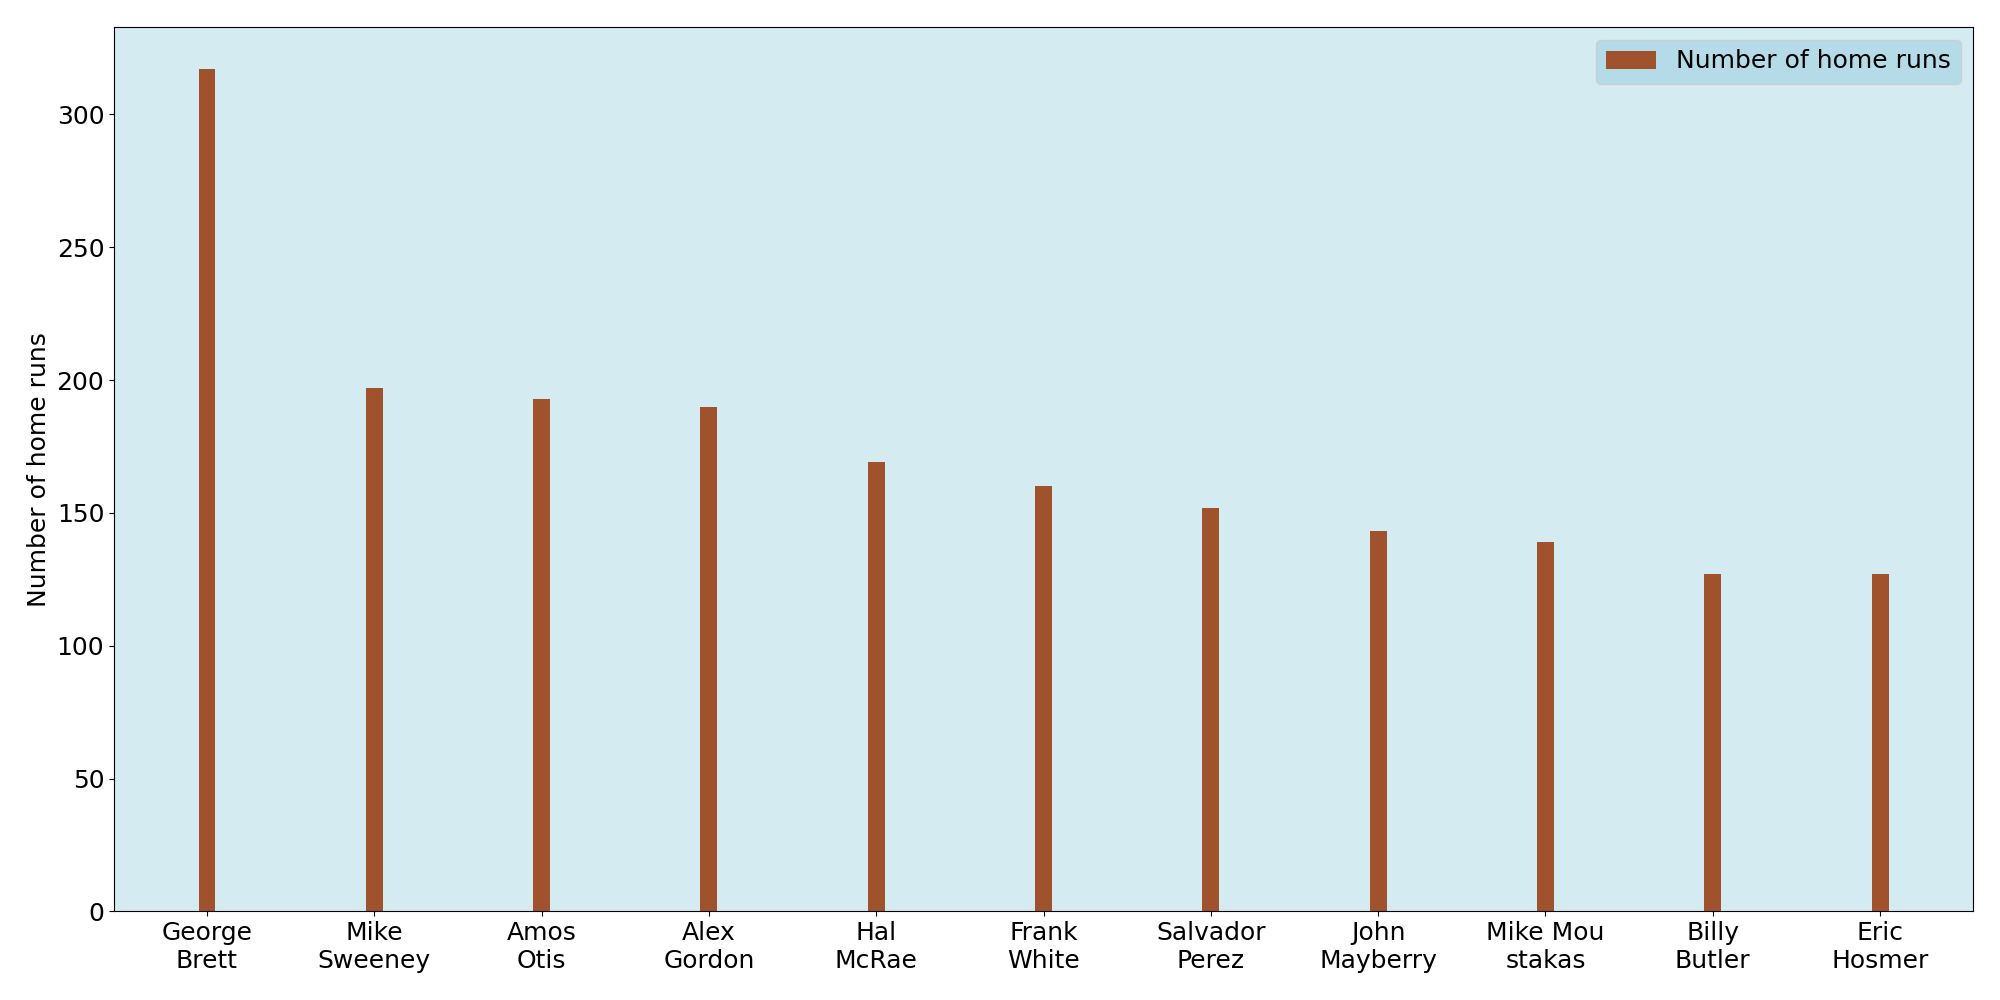 Number of home runs
Number of home runs
300
250
200
150
100
50
0
George Brett
Mike Sweeney
Amos Otis
Alex Gordon
Hal McRae
Frank White
Salvador Perez
John Mayberry
Mike Mou stakas
Billy Butler
Eric Hosmer